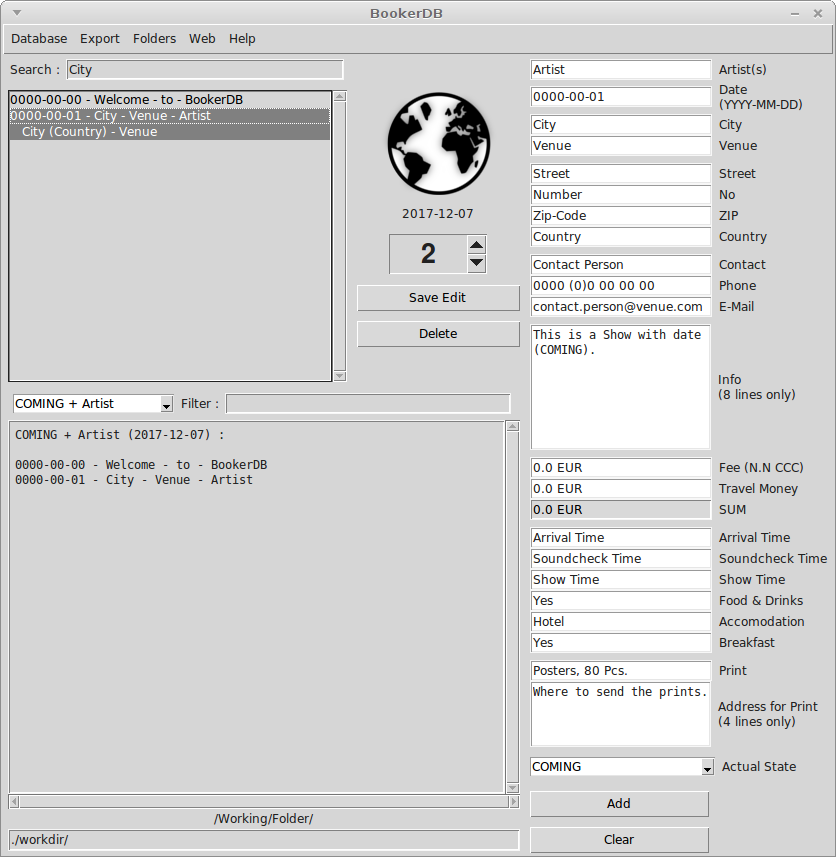 BookerDB
Database Export Folders Web Help
Search : City
0000-00-00 - Welcome - to - BookerDB
0000-00-01 - City - Venue - Artist
City (Country) - Venue
2017-12-07
2
Save Edit
Delete
COMING + Artist Filter :
COMING + Artist (2017-12-07) :
0000-00-00 - Welcome - to - BookerDB
0000-00-01 - City - Venue - Artist
/Working/Folder/
./workdir/
Artist Artist(s)
0000-00-01 Date
(YYYY-MM-DD)
City City
Venue Venue
Street Street
Number No
Zip-Code ZIP
Country Country
Contact Person Contact
0000 (0)0 00 00 00 Phone
contact.person@venue.com E-Mail
This is a Show with date
(COMING).
Info
(8 lines only)
0.0 EUR Fee (N.N CCC)
0.0 EUR Travel Money
0.0 EUR SUM
Arrival Time Arrival Time
Soundcheck Time Soundcheck Time
Show Time Show Time
Yes Food & Drinks
Hotel Accomodation
Yes Breakfast
Posters, 80 Pcs. Print
Where to send the prints.
Address for Print
(4 lines only)
COMING Actual State
Add
Clear